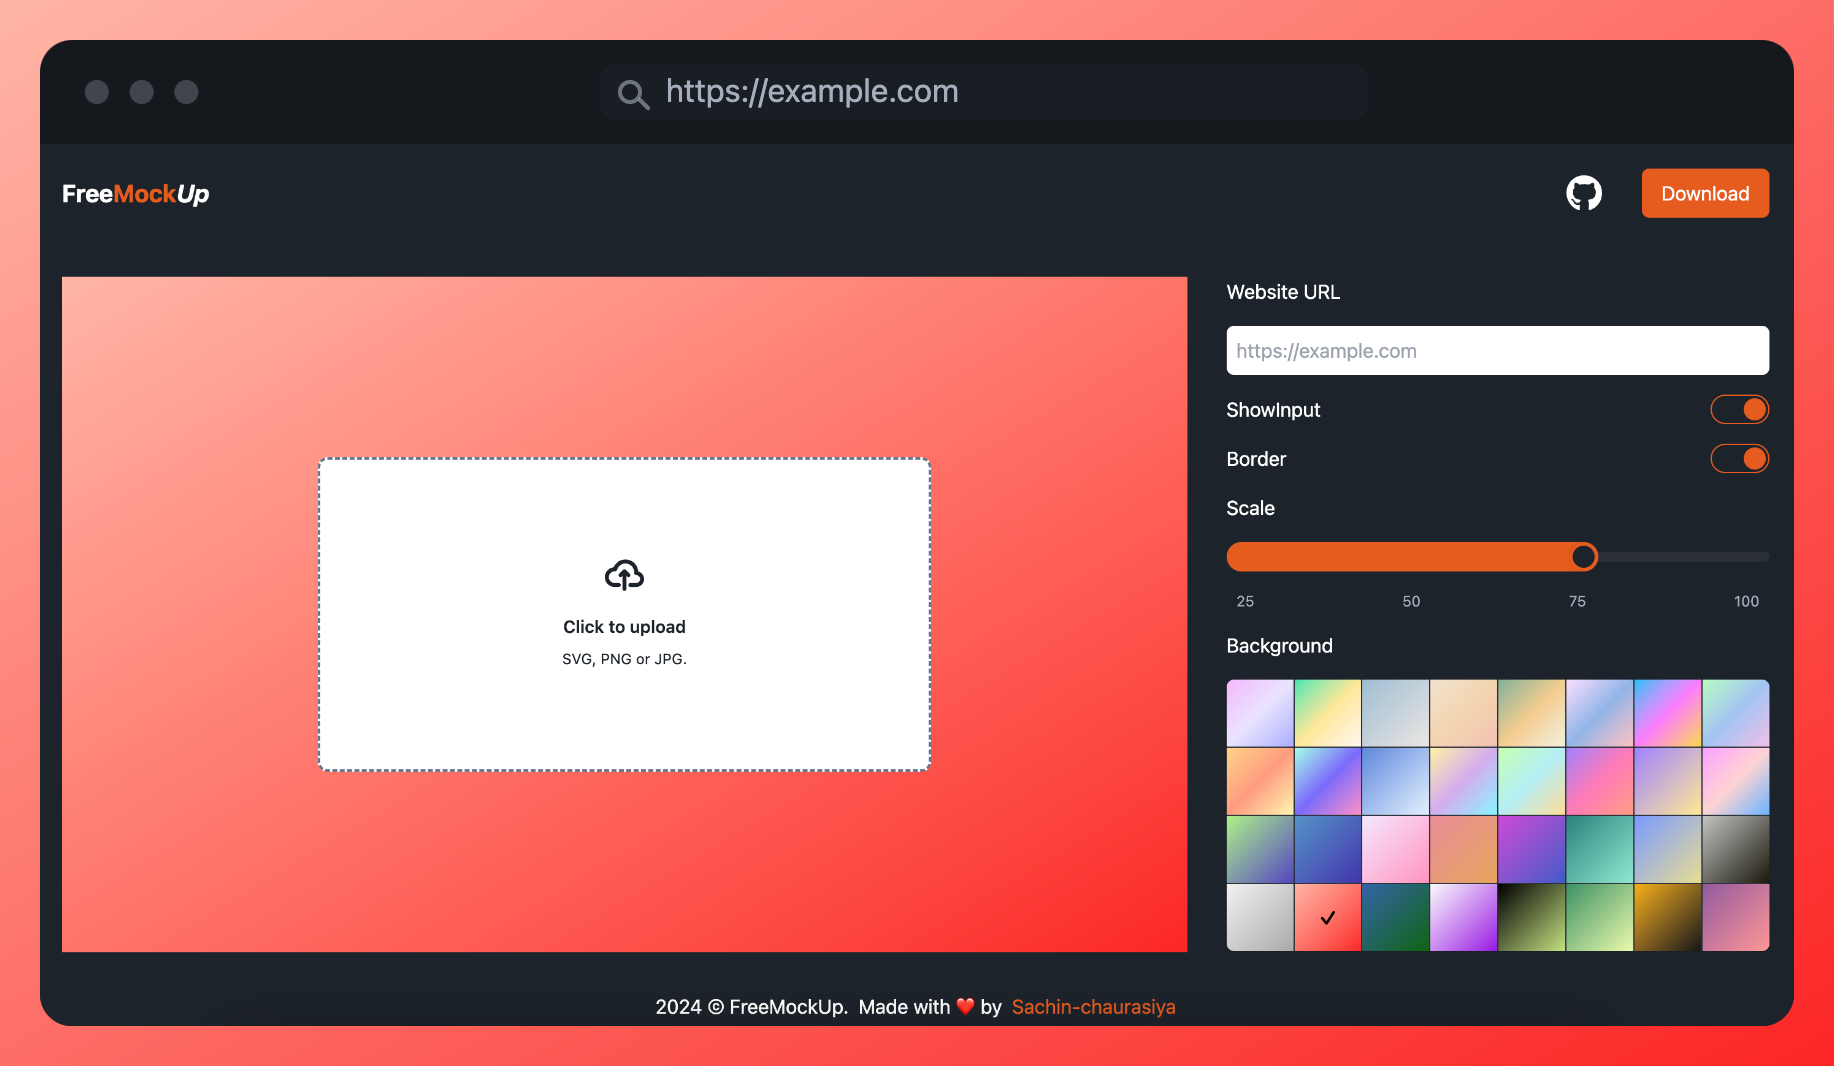 https://example.com
FreeMockUp
Download
Website URL
https://example.com
ShowInput
Border
Scale
25 50 75 100
Background
Click to upload
SVG, PNG or JPG.
2024 © FreeMockUp. Made with ❤️ by Sachin-chaurasiya